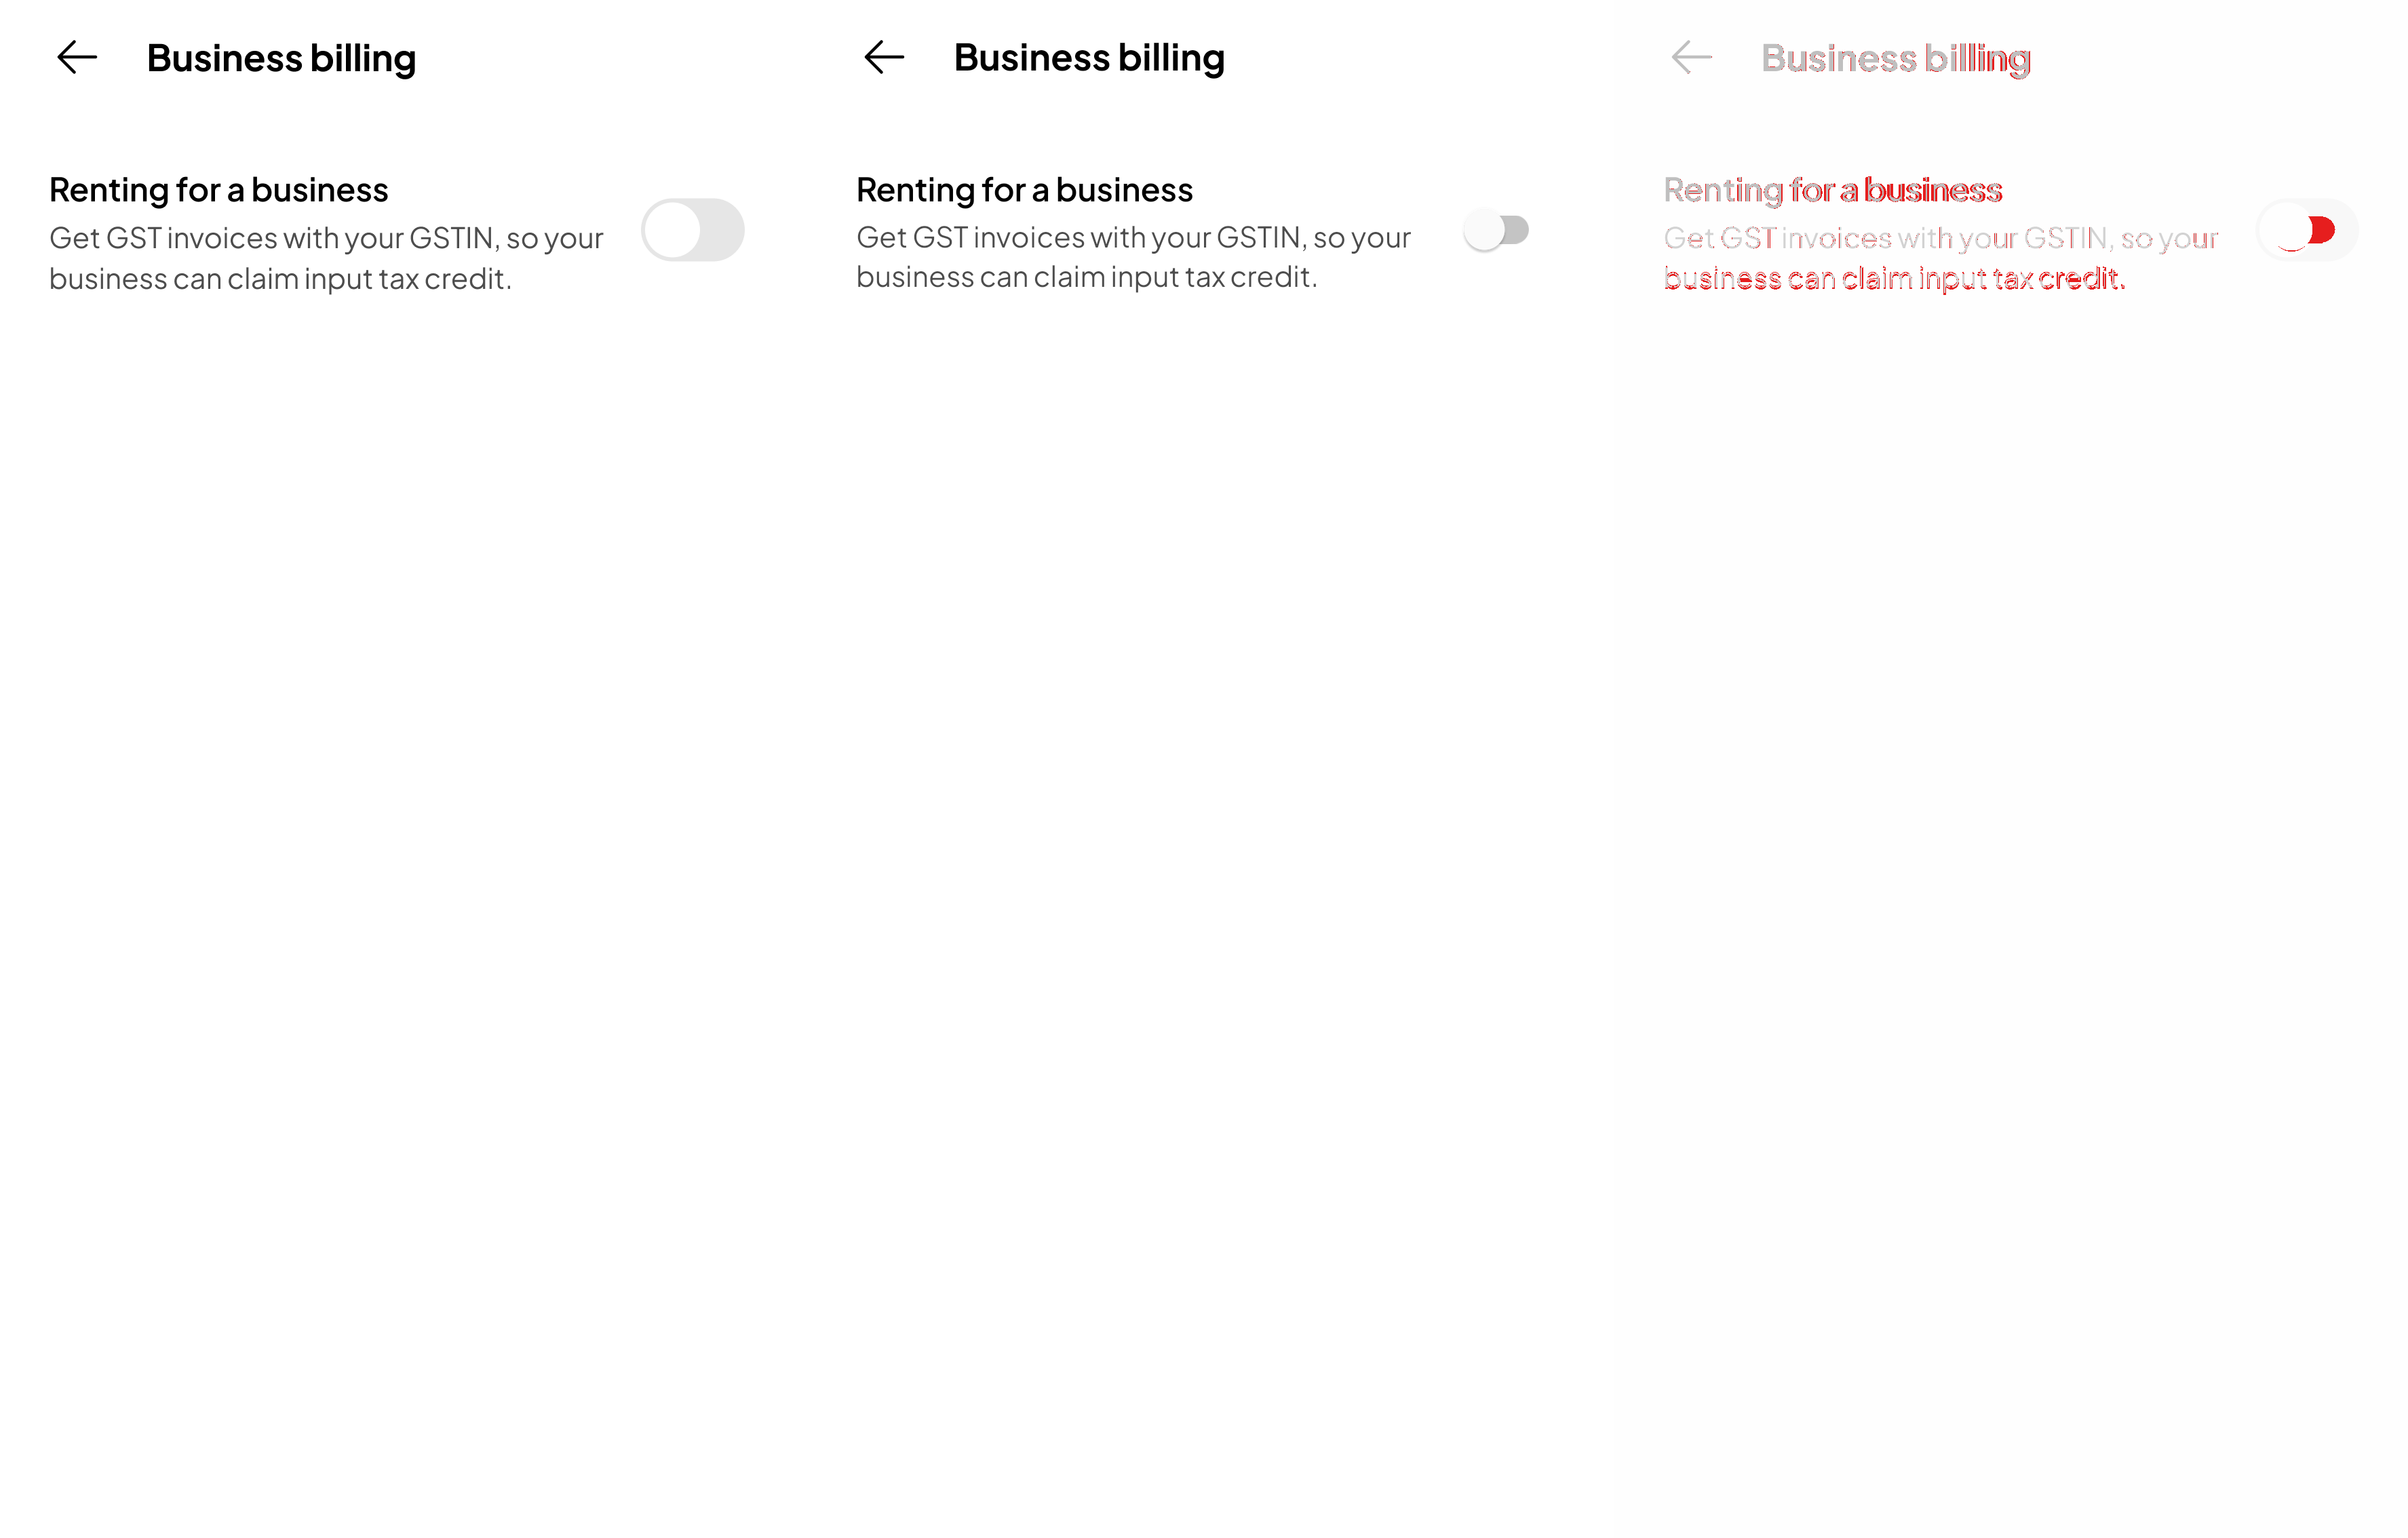 Business billing
Renting for a business
Get GST invoices with your GSTIN, so your
business can claim input tax credit.
Business billing
Renting for a business
Get GST invoices with your GSTIN, so your
business can claim input tax credit.
Business billing
Renting for a business
Get GST invoices with your GSTIN, so your
business can claim input tax credit.